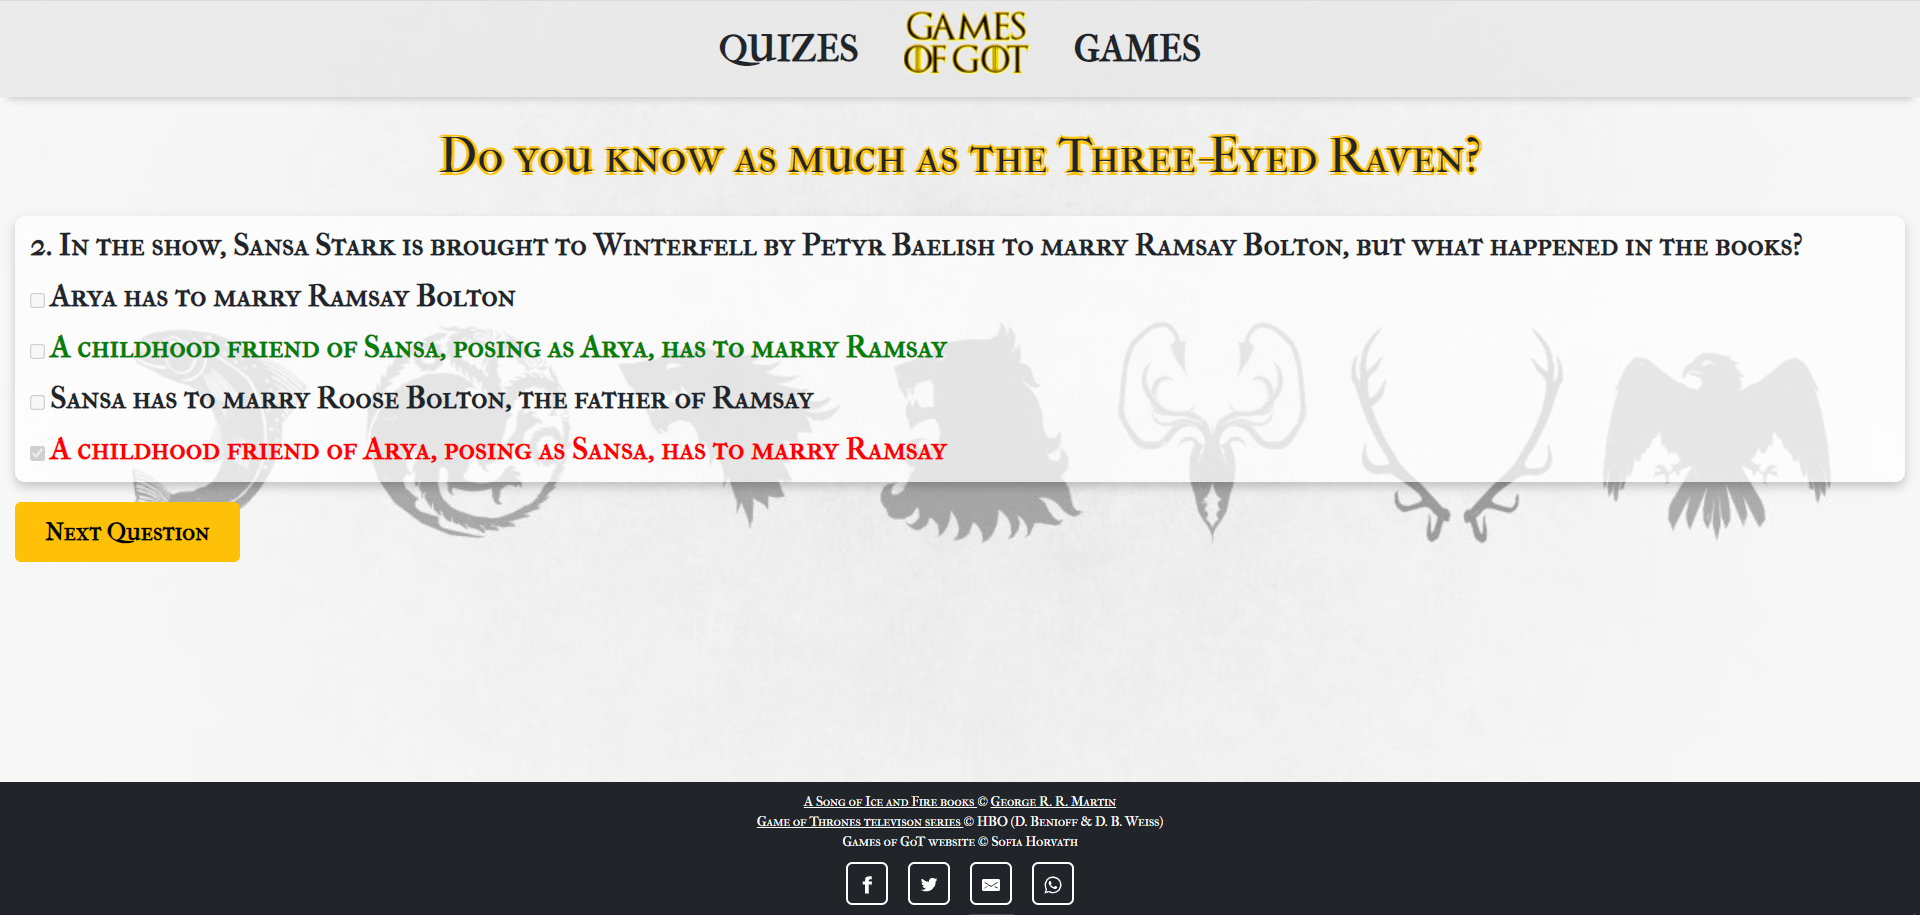 QUIZES
GAMES
OF GOT
GAMES
Do you know as much as the Three-Eyed Raven?
2. In the show, Sansa Stark is brought to Winterfell by Petyr Baelish to marry Ramsay Bolton, but what happened in the books?
Arya has to marry Ramsay Bolton
A childhood friend of Sansa, posing as Arya, has to marry Ramsay
Sansa has to marry Roose Bolton, the father of Ramsay
A childhood friend of Arya, posing as Sansa, has to marry Ramsay
Next Question
A Song of Ice and Fire books © George R. R. Martin
Game of Thrones televison series © HBO (D. Benioff & D. B. Weiss)
Games of GoT website © Sofia Horvath